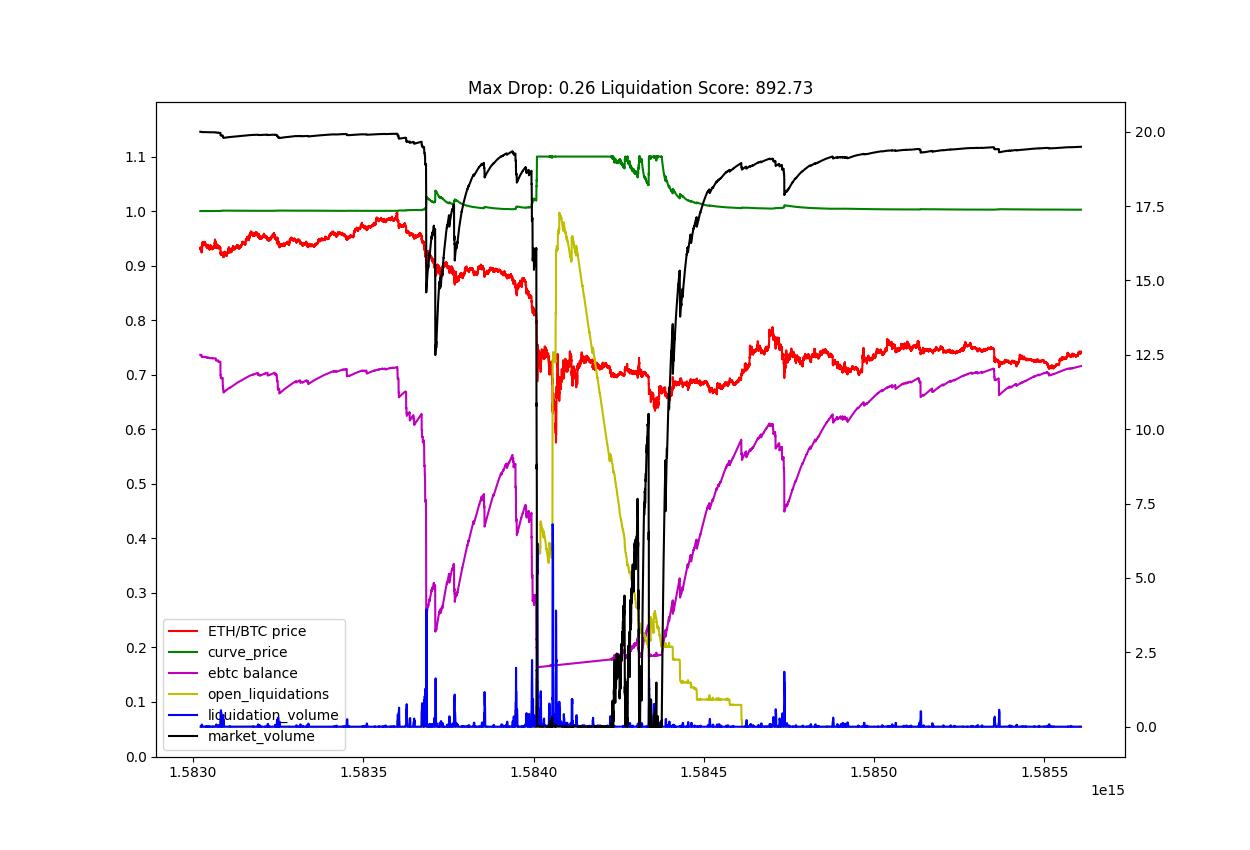 Max Drop: 0.26 Liquidation Score: 892.73
1.1
1.0
0.9
0.8
0.7
0.6
0.5
0.4
0.3
0.2
0.1
0.0
20.0
17.5
15.0
12.5
10.0
7.5
5.0
2.5
0.0
ETH/BTC price
curve_price
ebtc balance
open_liquidations
liquidation_volume
market_volume
1.5830 1.5835 1.5840 1.5845 1.5850 1.5855
1e15